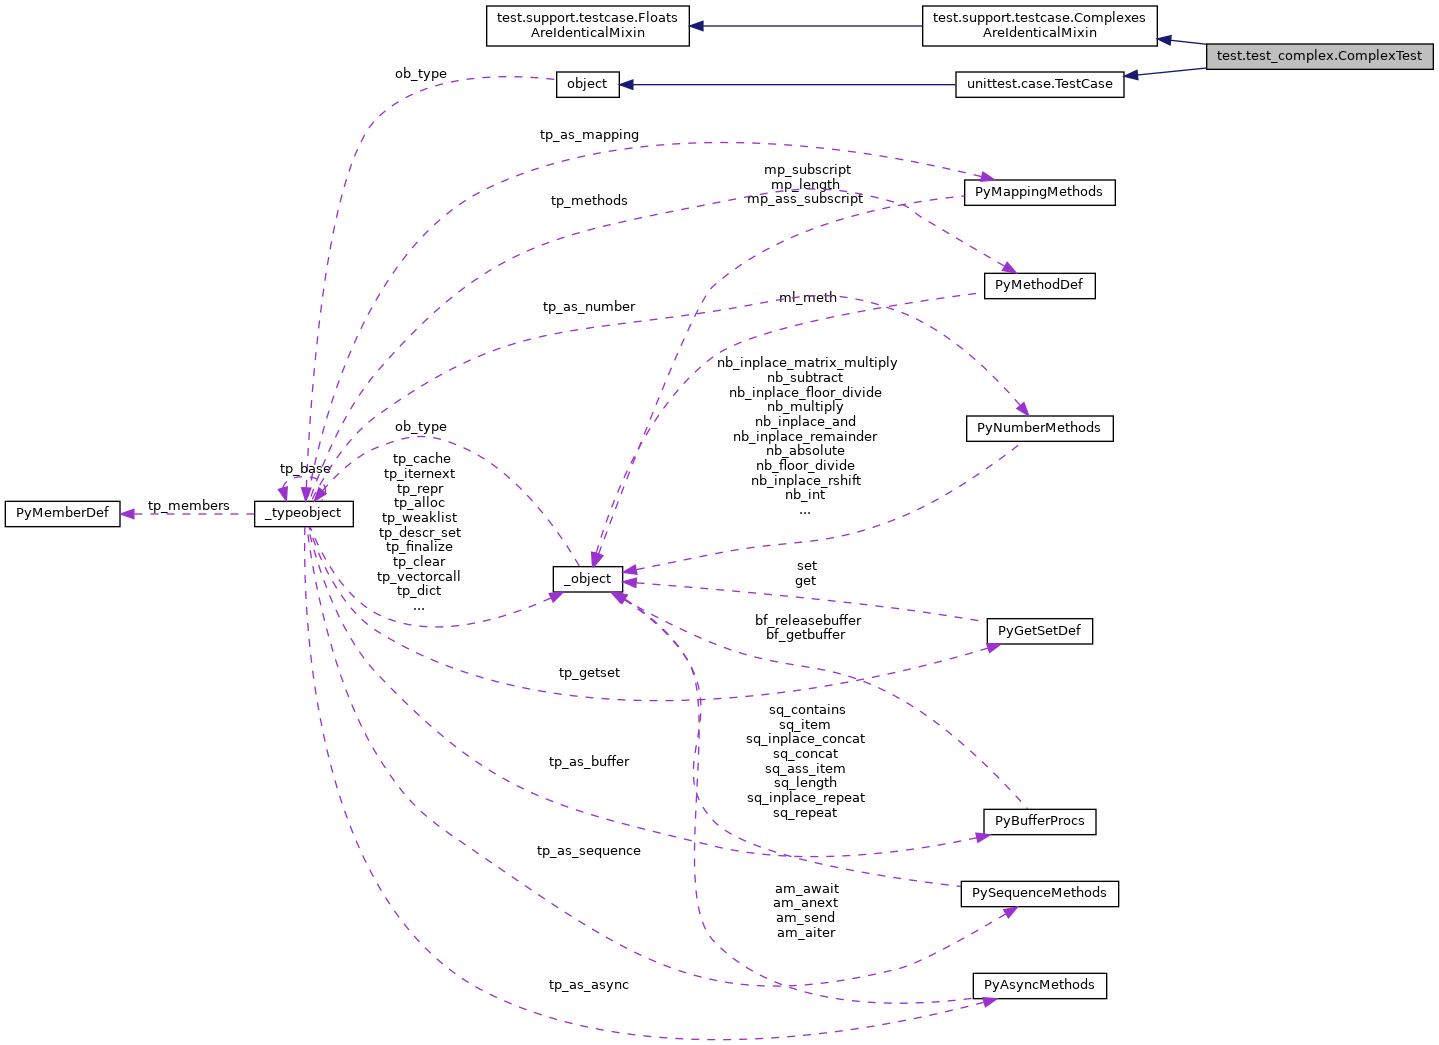 test.support.testcase.Floats
AreIdenticalMixin
test.support.testcase.Complexes
AreIdenticalMixin
test.test_complex.ComplexTest
ob_type
object
unittest.case.TestCase
tp_as_mapping
mp_subscript
mp_length
mp_ass_subscript
PyMappingMethods
tp_methods
PyMethodDef
tp_as_number
ml_meth
nb_inplace_matrix_multiply
nb_subtract
nb_inplace_floor_divide
nb_multiply
nb_inplace_and
nb_inplace_remainder
nb_absolute
nb_floor_divide
nb_inplace_rshift
nb_int
...
PyNumberMethods
ob_type
tp_base
tp_cache
tp_iternext
tp_repr
tp_alloc
tp_weaklist
tp_descr_set
tp_finalize
tp_clear
tp_vectorcall
tp_dict
...
PyMemberDef
tp_members
_typeobject
_object
set
get
PyGetSetDef
bf_releasebuffer
bf_getbuffer
tp_getset
sq_contains
sq_item
sq_inplace_concat
sq_concat
sq_ass_item
sq_length
sq_inplace_repeat
sq_repeat
tp_as_buffer
PyBufferProcs
tp_as_sequence
PySequenceMethods
am_await
am_anext
am_send
am_aiter
tp_as_async
PyAsyncMethods